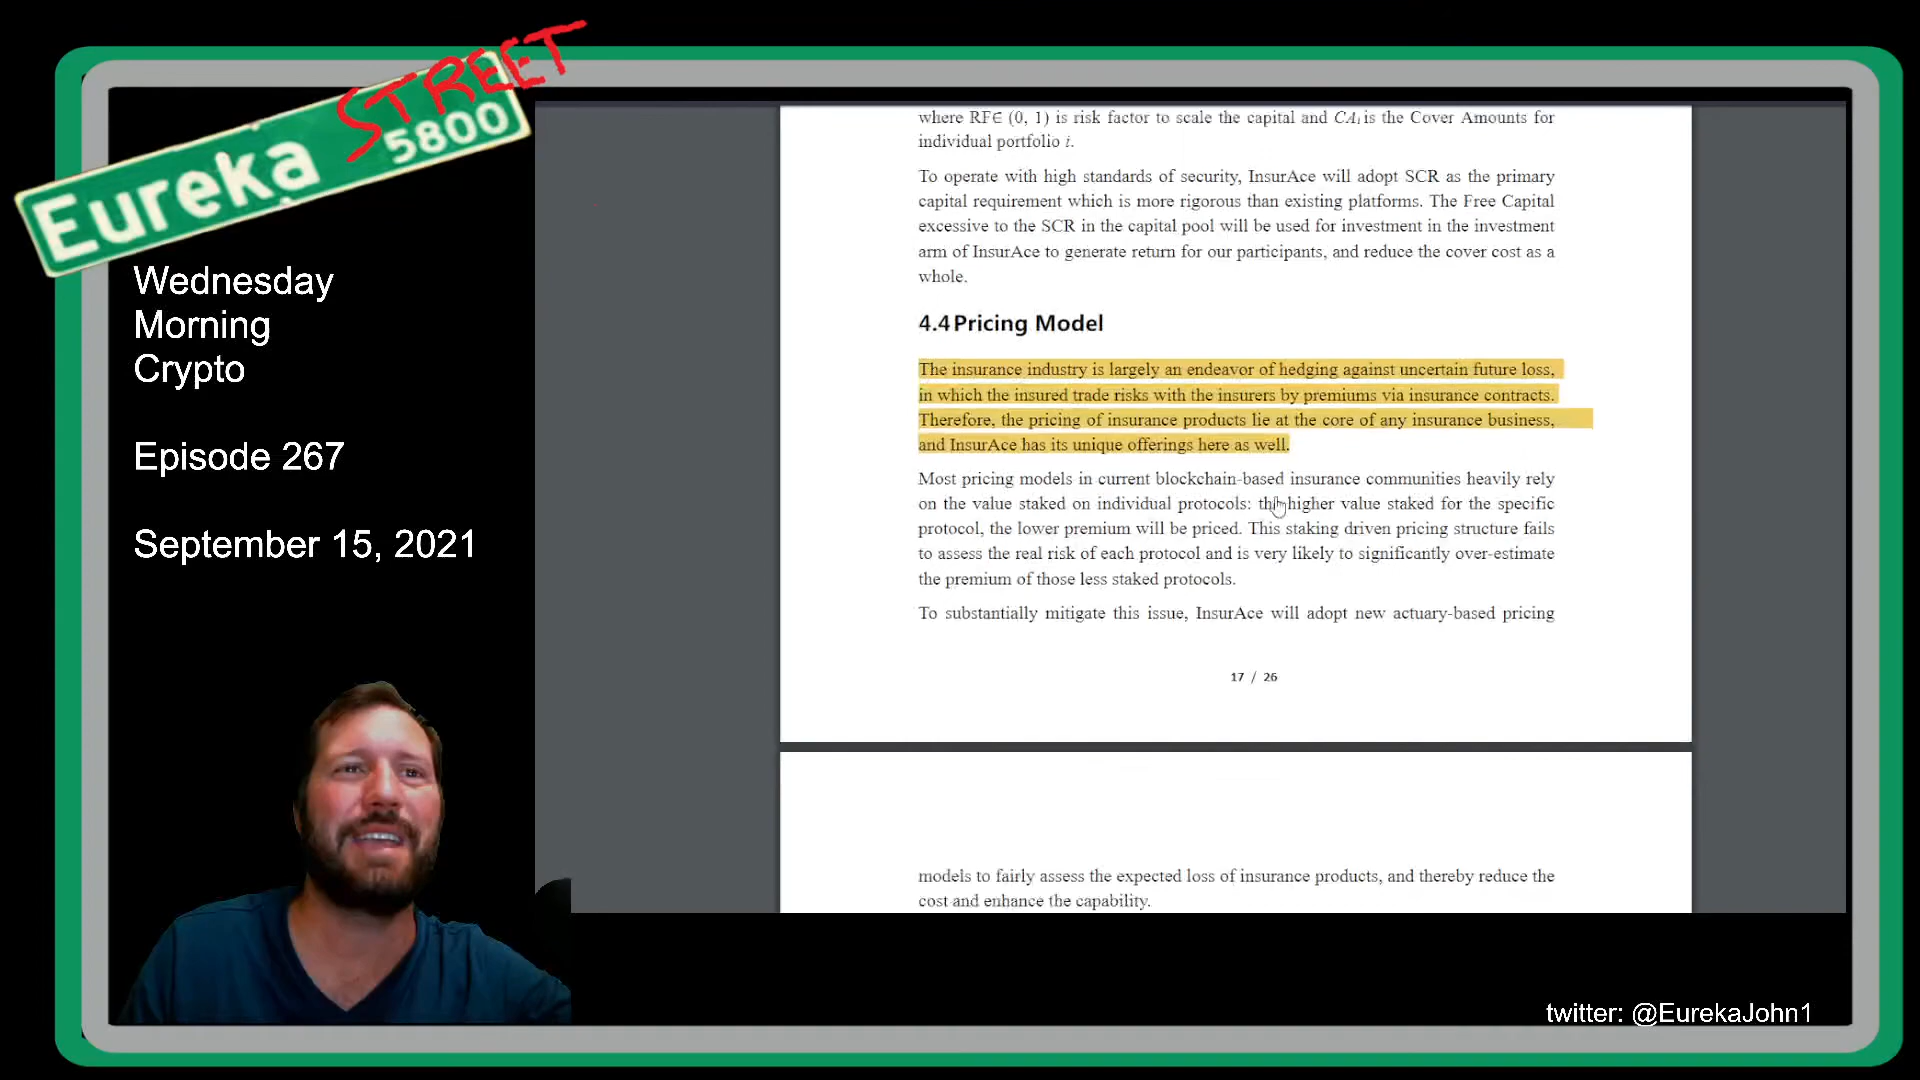 Eureka
STREET
5800
Wednesday
Morning
Crypto
Episode 267
September 15, 2021
where RF∈ (0, 1) is risk factor to scale the capital and CAi is the Cover Amounts for
individual portfolio i.
To operate with high standards of security, InsurAce will adopt SCR as the primary
capital requirement which is more rigorous than existing platforms. The Free Capital
excessive to the SCR in the capital pool will be used for investment in the investment
arm of InsurAce to generate return for our participants, and reduce the cover cost as a
whole.
4.4 Pricing Model
The insurance industry is largely an endeavor of hedging against uncertain future loss,
in which the insured trade risks with the insurers by premiums via insurance contracts.
Therefore, the pricing of insurance products lie at the core of any insurance business,
and InsurAce has its unique offerings here as well.
Most pricing models in current blockchain-based insurance communities heavily rely
on the value staked on individual protocols: the higher value staked for the specific
protocol, the lower premium will be priced. This staking driven pricing structure fails
to assess the real risk of each protocol and is very likely to significantly over-estimate
the premium of those less staked protocols.
To substantially mitigate this issue, InsurAce will adopt new actuary-based pricing
17 / 26
models to fairly assess the expected loss of insurance products, and thereby reduce the
cost and enhance the capability.
twitter: @EurekaJohn1